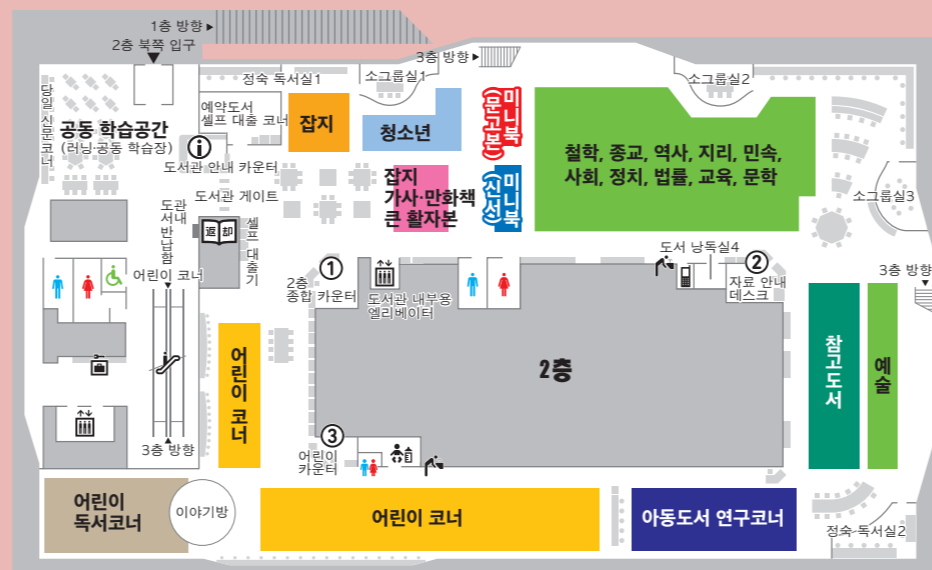 1층 방향
2층 북쪽 입구
3층 방향
정숙 독서실1
소그룹실1
소그룹실2
당일 신문 코너
예약도서
셀프 대출 코너
잡지
청소년
미니북
(문고본)
철학, 종교, 역사, 지리, 민속,
사회, 정치, 법률, 교육, 문학
공동 학습공간
(러닝·공동 학습장)
i
도서관 안내 카운터
잡지
가사·만화책
큰 활자본
미니북
(신서)
소그룹실3
도서관 게이트
도서관내
반납함
返却
셀프 대출기
어린이 코너
①
2층
종합 카운터
도서관 내부용
엘리베이터
도서 낭독실4
②
자료 안내
데스크
3층 방향
어린이 코너
2층
참고도서
예술
③
어린이
카운터
3층 방향
어린이
독서코너
이야기방
어린이 코너
아동도서 연구코너
정숙 독서실2